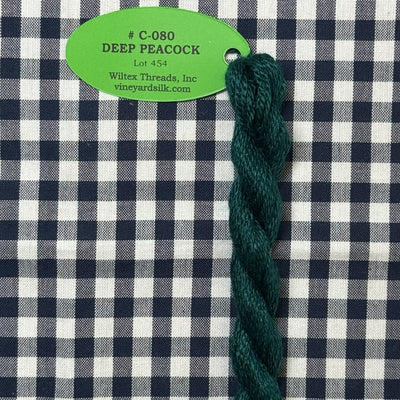 # C-080
DEEP PEACOCK
Lot 454
Wiltex Threads, Inc
vineyardsilk.com